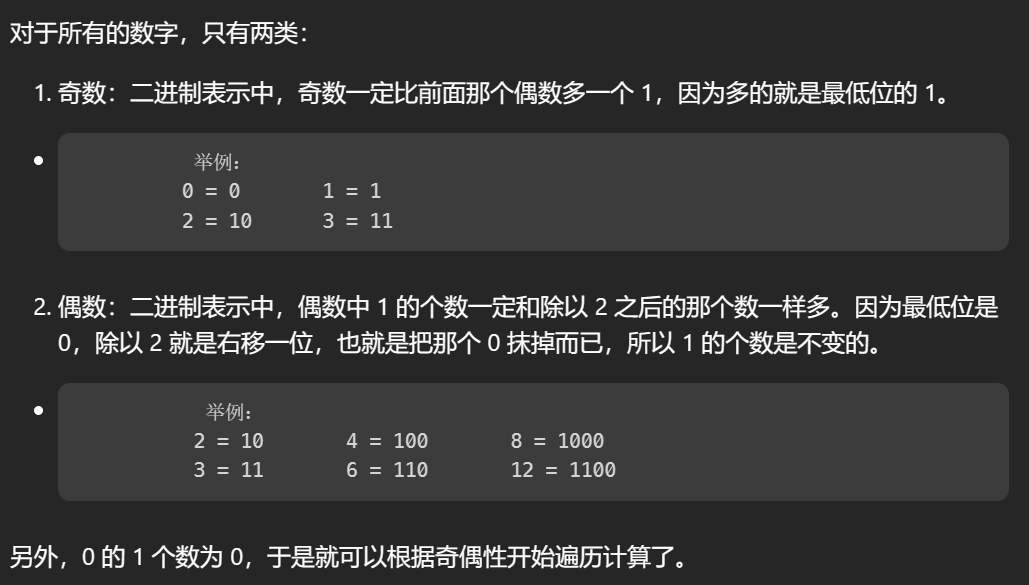 对于所有的数字，只有两类：
1. 奇数：二进制表示中，奇数一定比前面那个偶数多一个 1，因为多的就是最低位的 1。
举例：
0 = 0 1 = 1
2 = 10 3 = 11
2. 偶数：二进制表示中，偶数中 1 的个数一定和除以 2 之后的那个数一样多。因为最低位是
0，除以 2 就是右移一位，也就是把那个 0 抹掉而已，所以 1 的个数是不变的。
举例：
2 = 10 4 = 100 8 = 1000
3 = 11 6 = 110 12 = 1100
另外，0 的 1 个数为 0，于是就可以根据奇偶性开始遍历计算了。